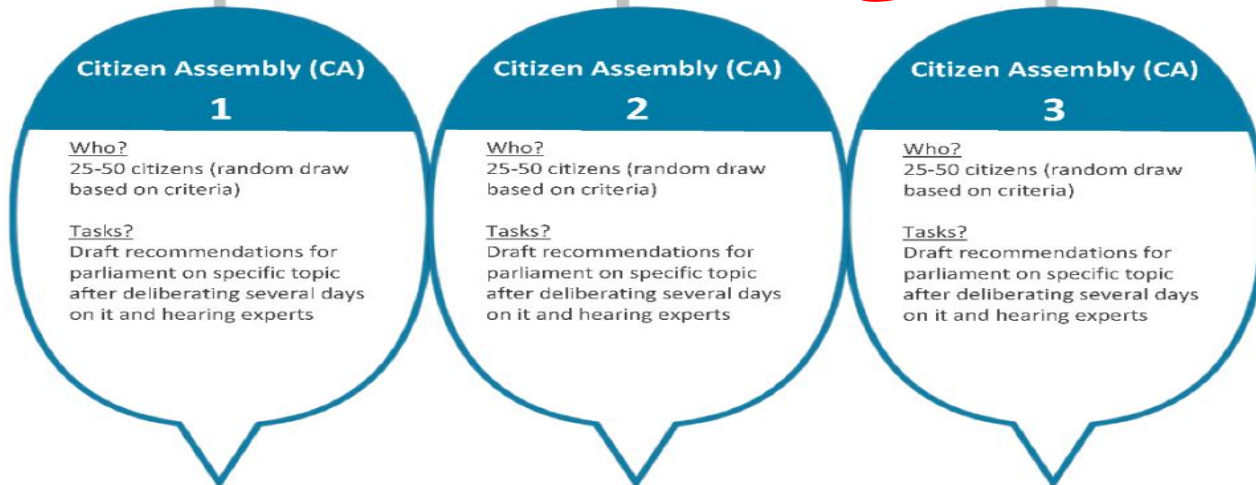 Citizen Assembly (CA)
1
Who?
25-50 citizens (random draw
based on criteria)
Tasks?
Draft recommendations for
parliament on specific topic
after deliberating several days
on it and hearing experts
Citizen Assembly (CA)
2
Who?
25-50 citizens (random draw
based on criteria)
Tasks?
Draft recommendations for
parliament on specific topic
after deliberating several days
on it and hearing experts
Citizen Assembly (CA)
3
Who?
25-50 citizens (random draw
based on criteria)
Tasks?
Draft recommendations for
parliament on specific topic
after deliberating several days
on it and hearing experts